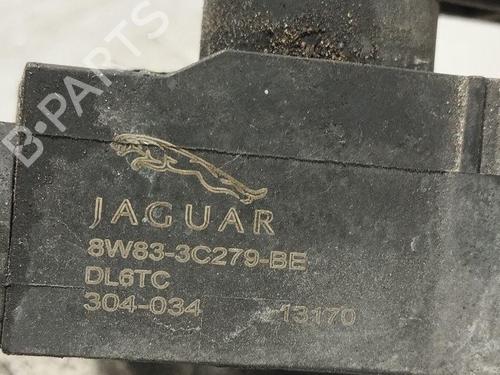 B-PARTS
JAGUAR
8W83-3C279-BE
DL6TC
304-034 13170